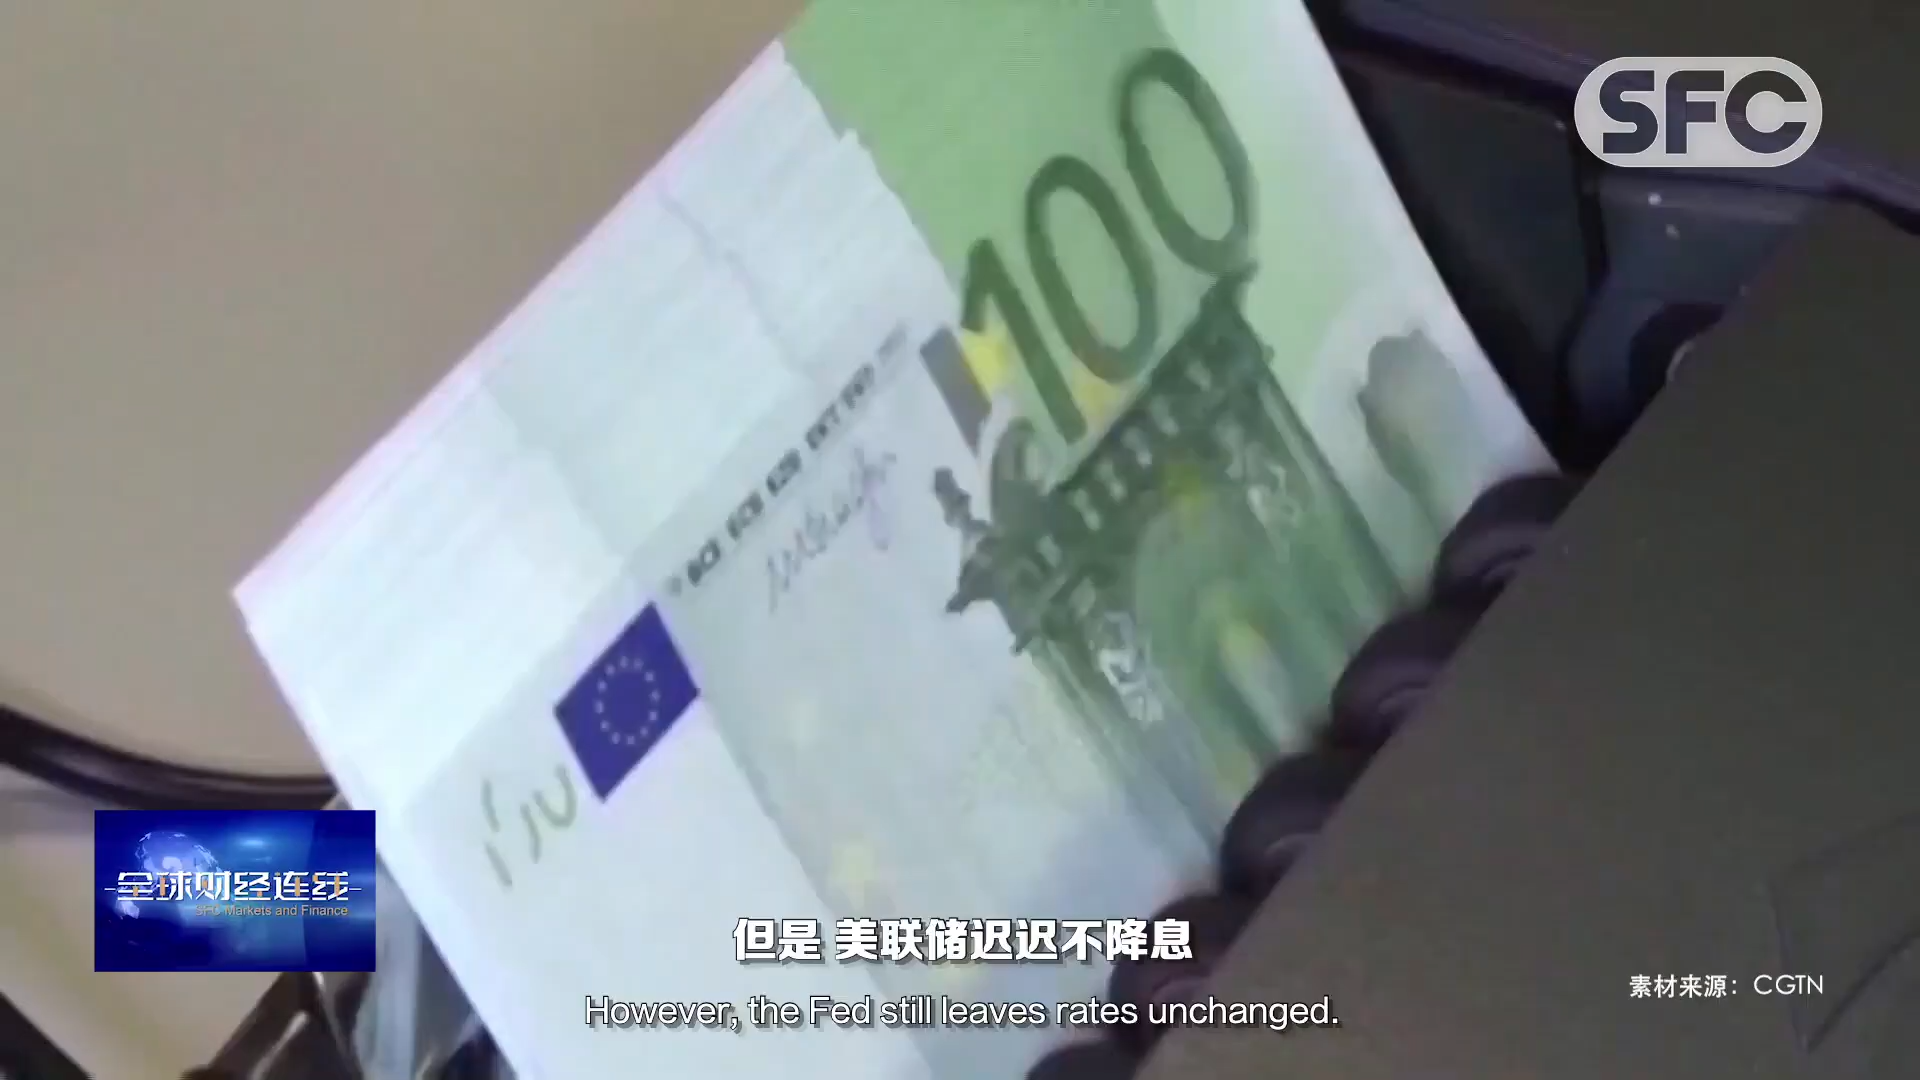 SFC
100
全球财经连线
SFC Markets and Finance
但是 美联储迟迟不降息
However, the Fed still leaves rates unchanged.
素材来源：CGTN